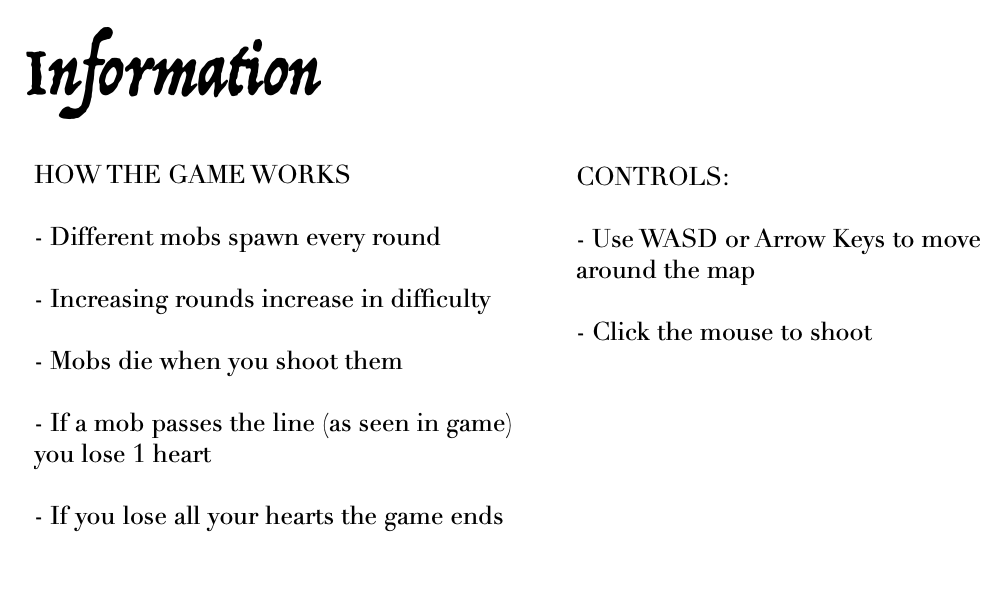 Information
HOW THE GAME WORKS
- Different mobs spawn every round
- Increasing rounds increase in difficulty
- Mobs die when you shoot them
- If a mob passes the line (as seen in game)
you lose 1 heart
- If you lose all your hearts the game ends
CONTROLS:
- Use WASD or Arrow Keys to move
around the map
- Click the mouse to shoot